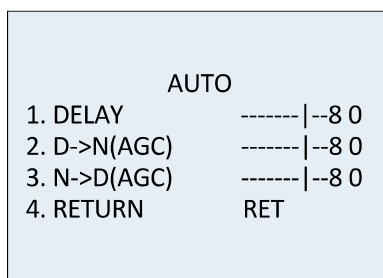 AUTO
1. DELAY -------|--8 0
2. D->N(AGC) -------|--8 0
3. N->D(AGC) -------|--8 0
4. RETURN RET